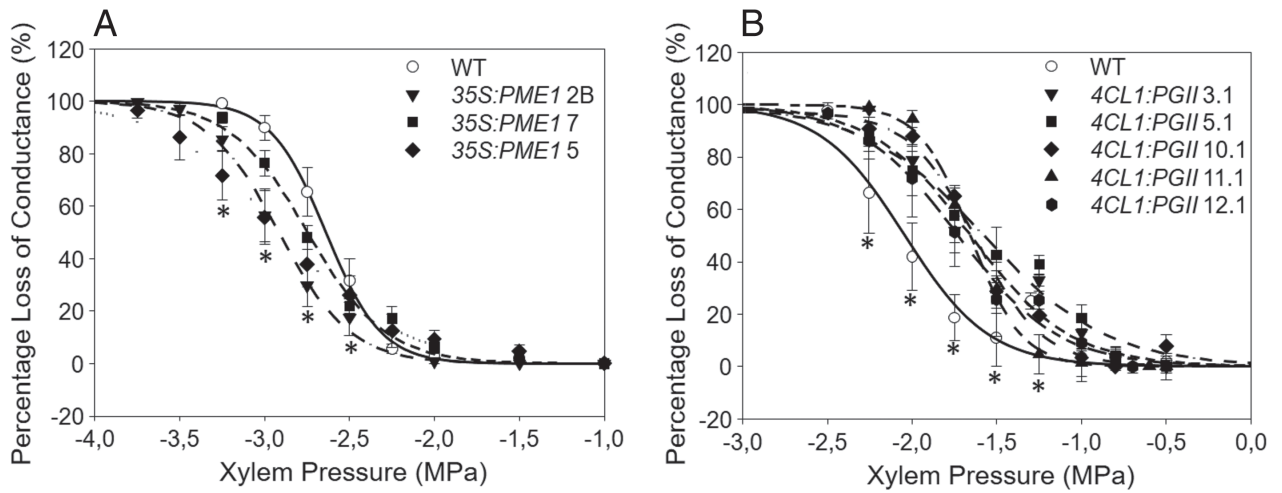 A
B
Percentage Loss of Conductance (%)
120
100
80
60
40
20
0
-20
WT
35S:PME1 2B
35S:PME1 7
35S:PME1 5
*
*
*
*
-4,0 -3,5 -3,0 -2,5 -2,0 -1,5 -1,0
Xylem Pressure (MPa)
Percentage Loss of Conductance (%)
120
100
80
60
40
20
0
-20
WT
4CL1:PGII 3.1
4CL1:PGII 5.1
4CL1:PGII 10.1
4CL1:PGII 11.1
4CL1:PGII 12.1
*
*
*
*
*
-3,0 -2,5 -2,0 -1,5 -1,0 -0,5 0,0
Xylem Pressure (MPa)